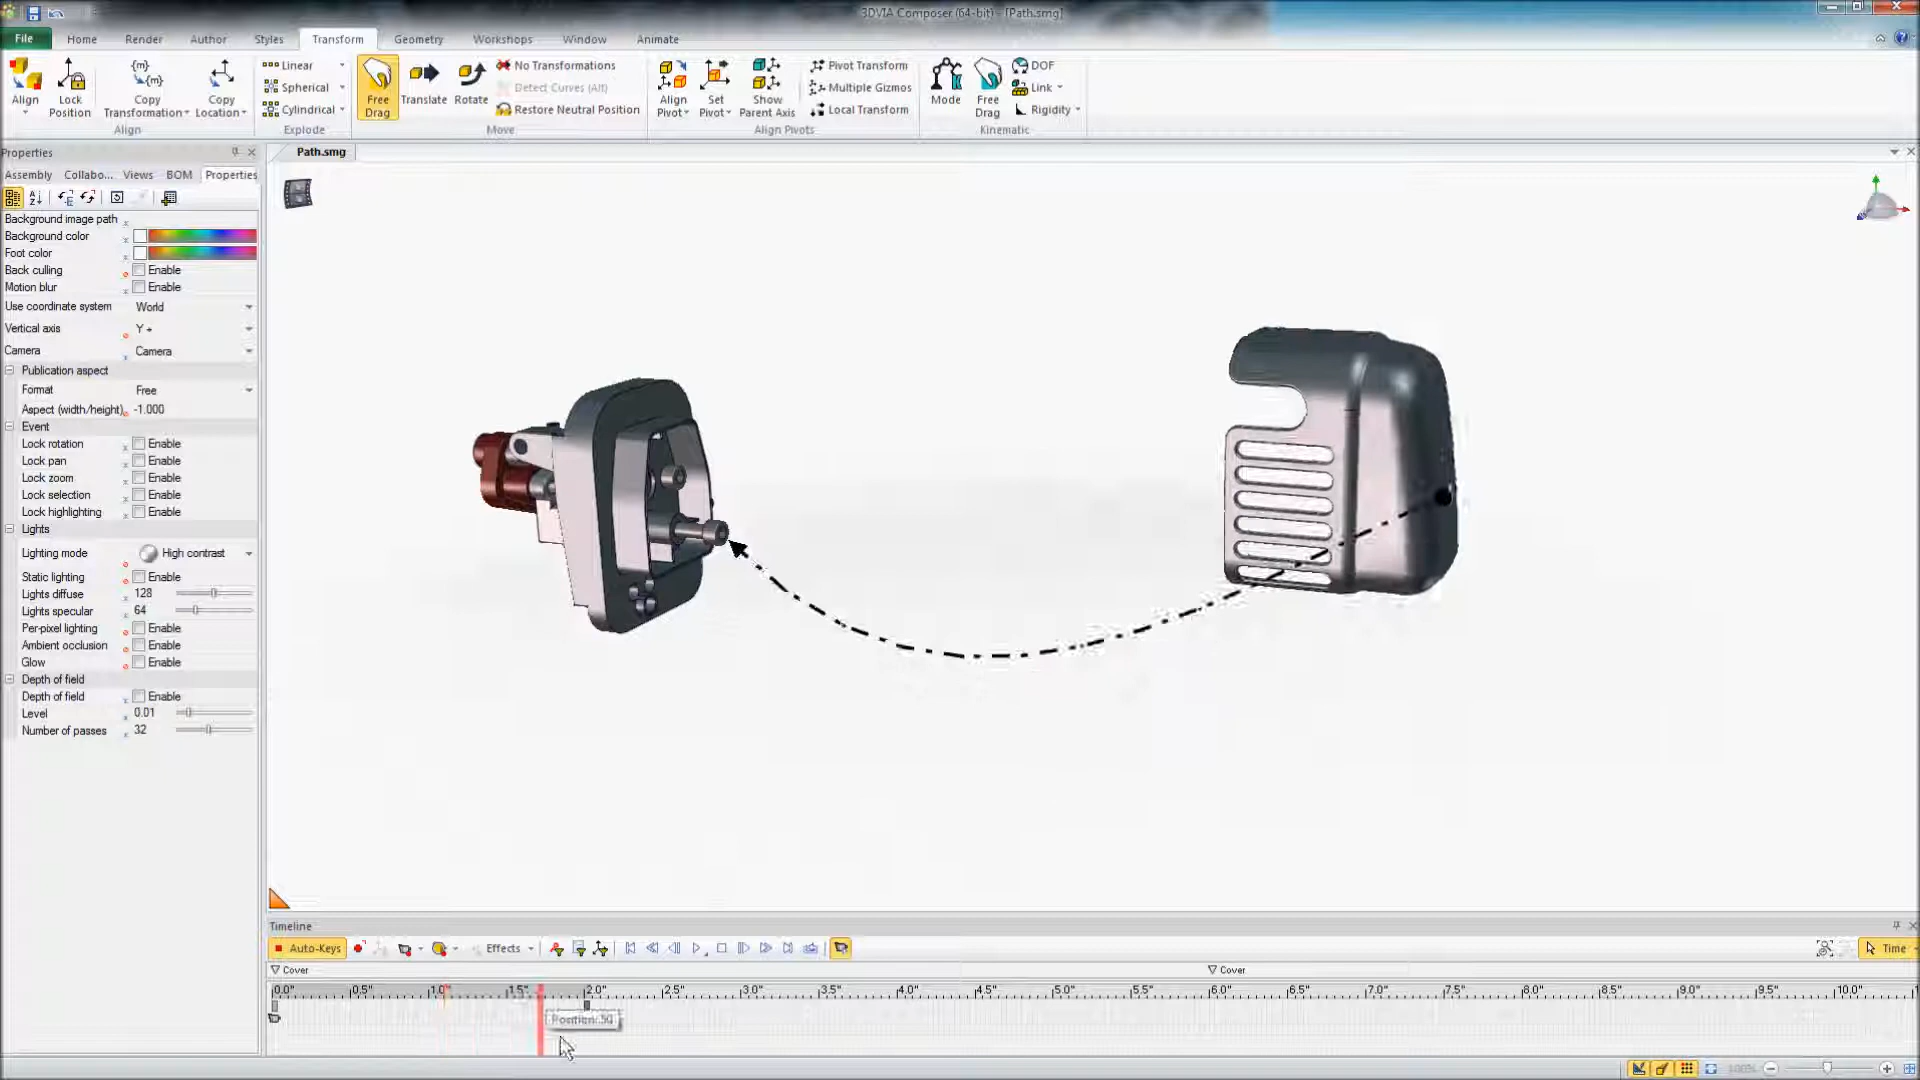 3DVIA Composer (64-bit) - [Path.smg]
File Home Render Author Styles Transform Geometry Workshops Window Animate
Align
Lock Position
{m} {m}
Copy Transformation
Copy Location
Align
Linear
Spherical
Cylindrical
Explode
Free Drag
Translate
Rotate
No Transformations
Detect Curves (Alt)
Restore Neutral Position
Move
Align Pivot
Set Pivot
Show Parent Axis
Pivot Transform
Multiple Gizmos
Local Transform
Align Pivots
Mode
Free Drag
DOF
Link
Rigidity
Kinematic
Properties
Path.smg
Assembly Collabo... Views BOM Properties
Background image path
Background color
Foot color
Back culling Enable
Motion blur Enable
Use coordinate system World
Vertical axis Y +
Camera Camera
Publication aspect
Format Free
Aspect (width/height) -1.000
Event
Lock rotation Enable
Lock pan Enable
Lock zoom Enable
Lock selection Enable
Lock highlighting Enable
Lights
Lighting mode High contrast
Static lighting Enable
Lights diffuse 128
Lights specular 64
Per-pixel lighting Enable
Ambient occlusion Enable
Glow Enable
Depth of field
Depth of field Enable
Level 0.01
Number of passes 32
Timeline
Auto-Keys Effects Time
Cover Cover
0.0" 0.5" 1.0" 1.5" 2.0" 2.5" 3.0" 3.5" 4.0" 4.5" 5.0" 5.5" 6.0" 6.5" 7.0" 7.5" 8.0" 8.5" 9.0" 9.5" 10.0"
100%